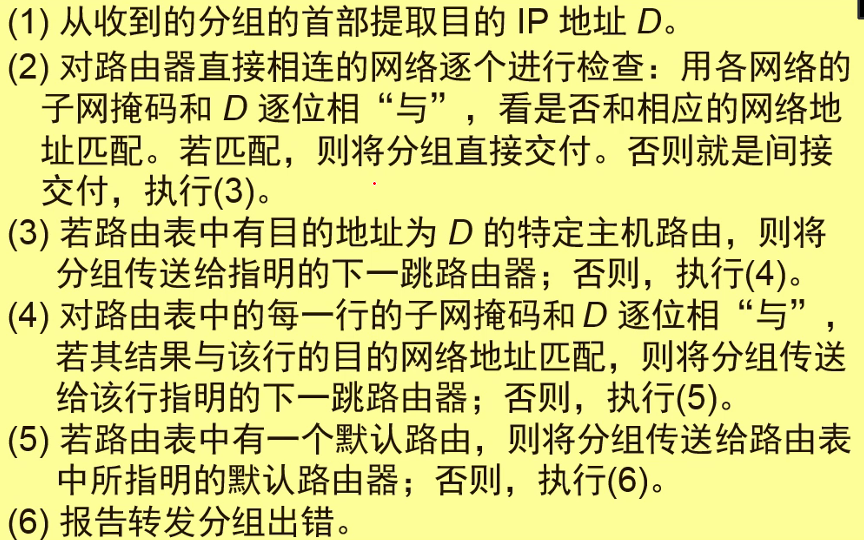 (1) 从收到的分组的首部提取目的 IP 地址 D。
(2) 对路由器直接相连的网络逐个进行检查：用各网络的
子网掩码和 D 逐位相“与”，看是否和相应的网络地
址匹配。若匹配，则将分组直接交付。否则就是间接
交付，执行(3)。
(3) 若路由表中有目的地址为 D 的特定主机路由，则将
分组传送给指明的下一跳路由器；否则，执行(4)。
(4) 对路由表中的每一行的子网掩码和 D 逐位相“与”，
若其结果与该行的目的网络地址匹配，则将分组传送
给该行指明的下一跳路由器；否则，执行(5)。
(5) 若路由表中有一个默认路由，则将分组传送给路由表
中所指明的默认路由器；否则，执行(6)。
(6) 报告转发分组出错。